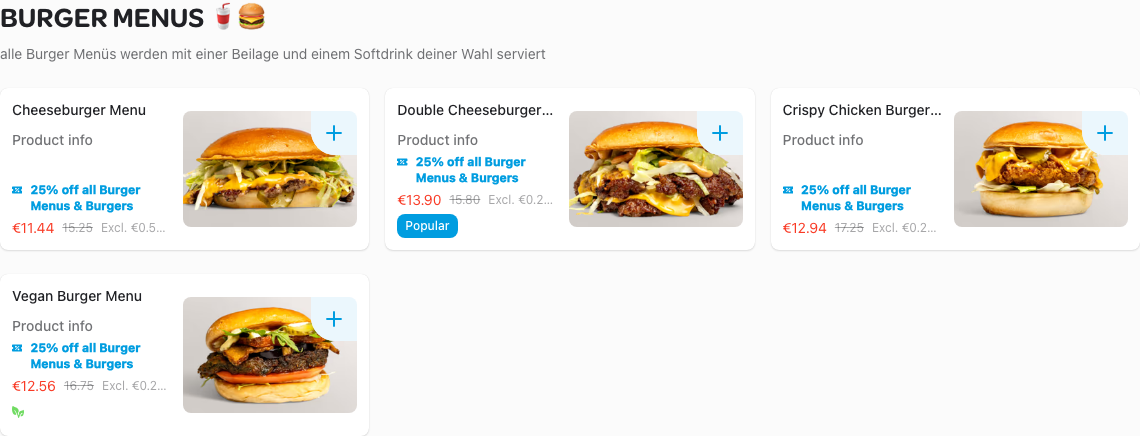 BURGER MENUS 🥤🍔
alle Burger Menüs werden mit einer Beilage und einem Softdrink deiner Wahl serviert
Cheeseburger Menu
Product info
25% off all Burger
Menus & Burgers
€11.44 15.25 Excl. €0.5...
Double Cheeseburger...
Product info
25% off all Burger
Menus & Burgers
€13.90 15.80 Excl. €0.2...
Popular
Crispy Chicken Burger...
Product info
25% off all Burger
Menus & Burgers
€12.94 17.25 Excl. €0.2...
Vegan Burger Menu
Product info
25% off all Burger
Menus & Burgers
€12.56 16.75 Excl. €0.2...